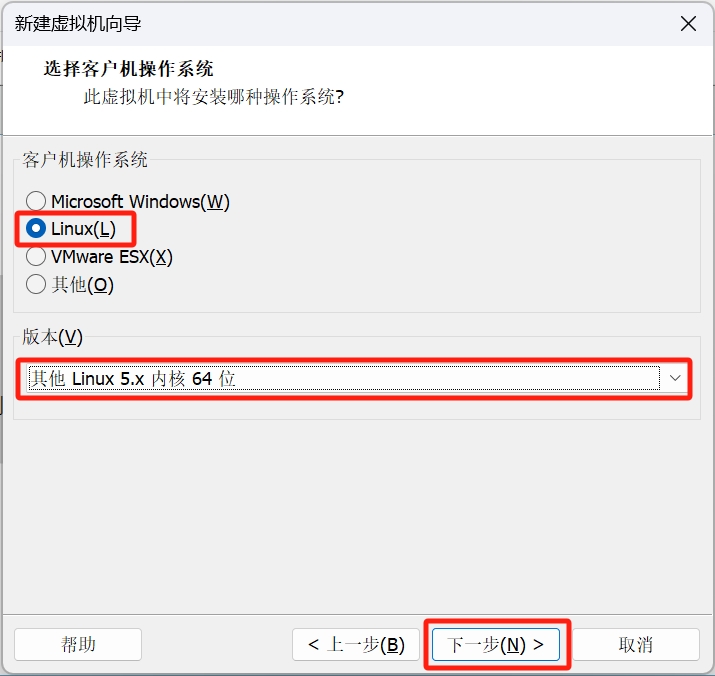 新建虚拟机向导
选择客户机操作系统
此虚拟机中将安装哪种操作系统?
客户机操作系统
Microsoft Windows(W)
Linux(L)
VMware ESX(X)
其他(O)
版本(V)
其他 Linux 5.x 内核 64 位
帮助
< 上一步(B)
下一步(N) >
取消